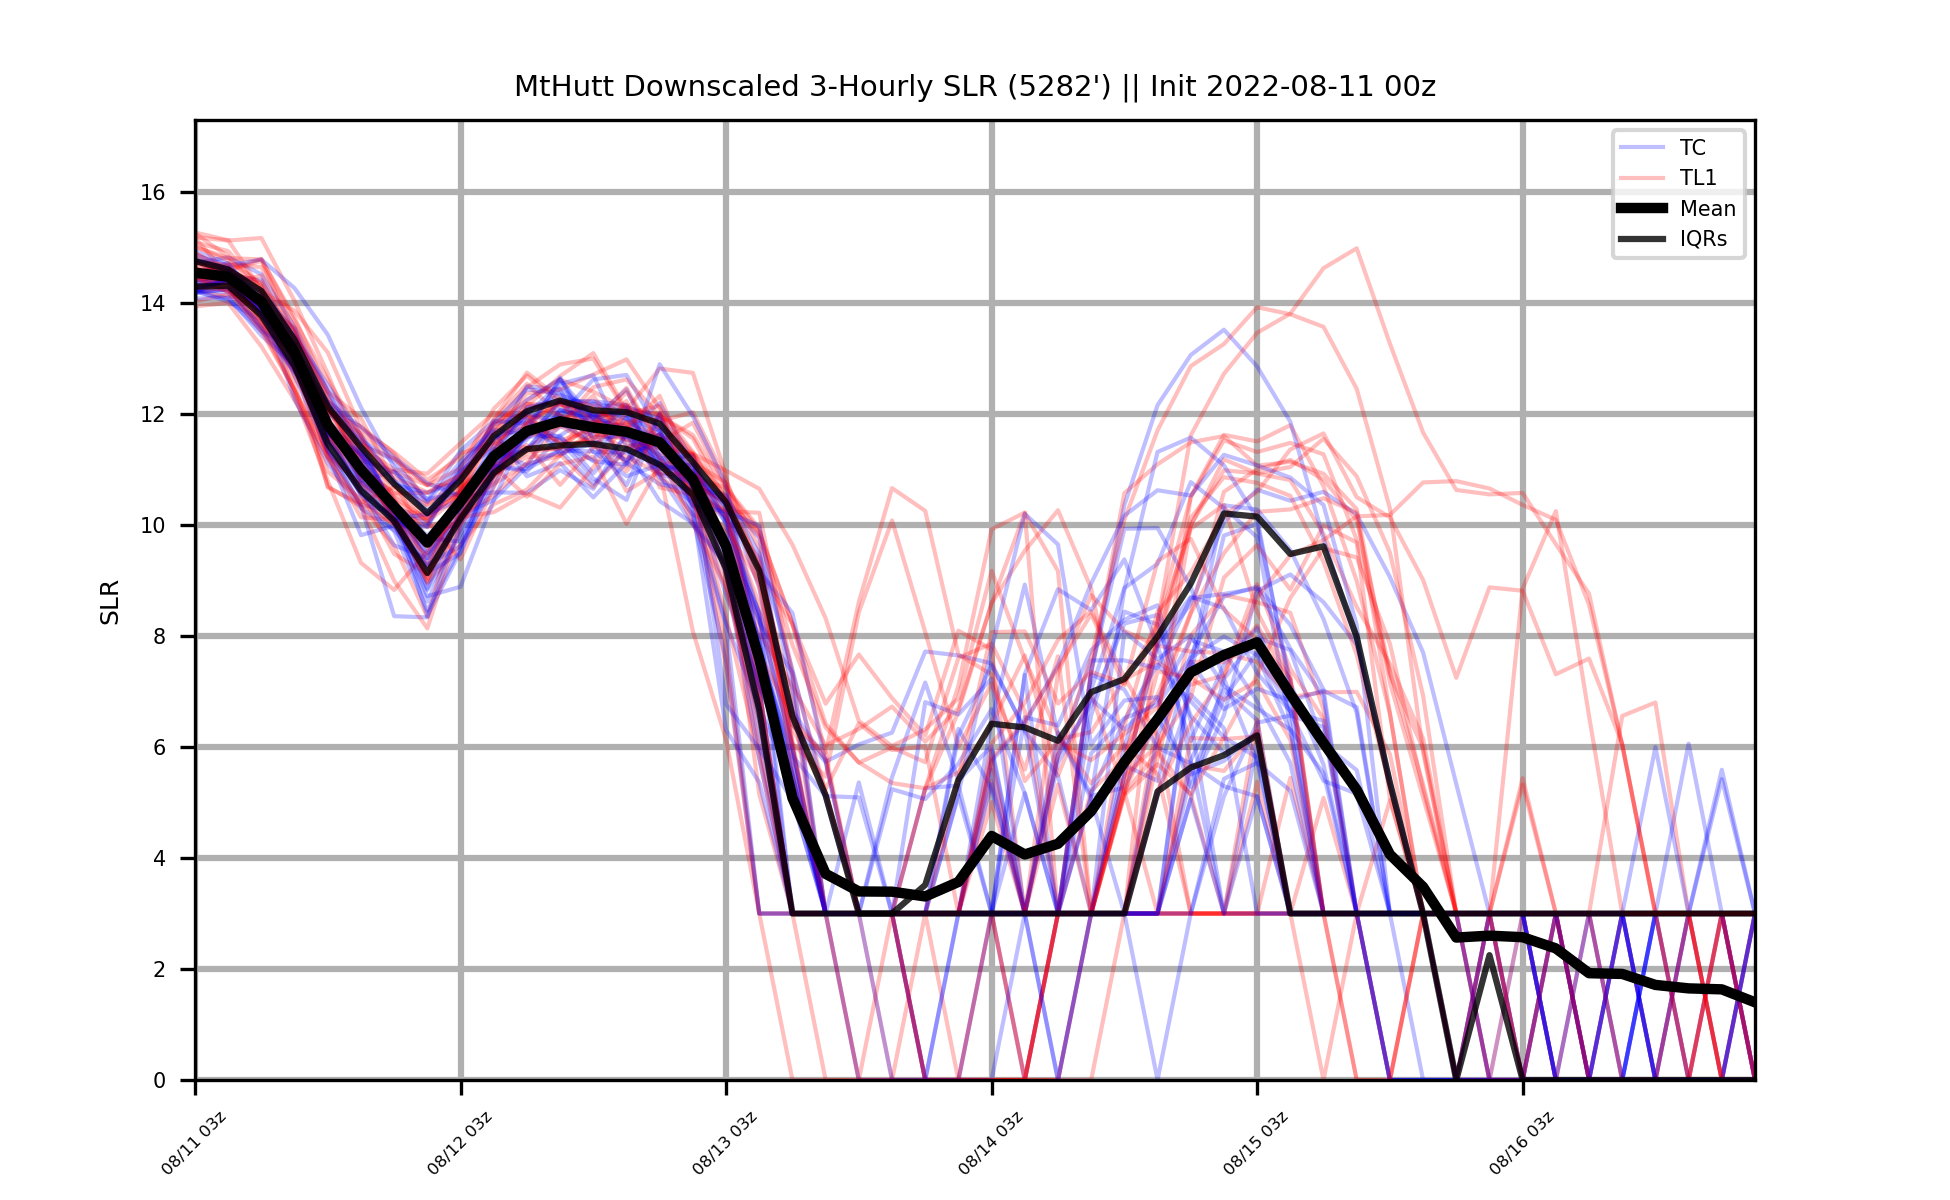 MtHutt Downscaled 3-Hourly SLR (5282') || Init 2022-08-11 00z
TC
TL1
Mean
IQRs
SLR
16
14
12
10
8
6
4
2
0
08/11 03z
08/12 03z
08/13 03z
08/14 03z
08/15 03z
08/16 03z